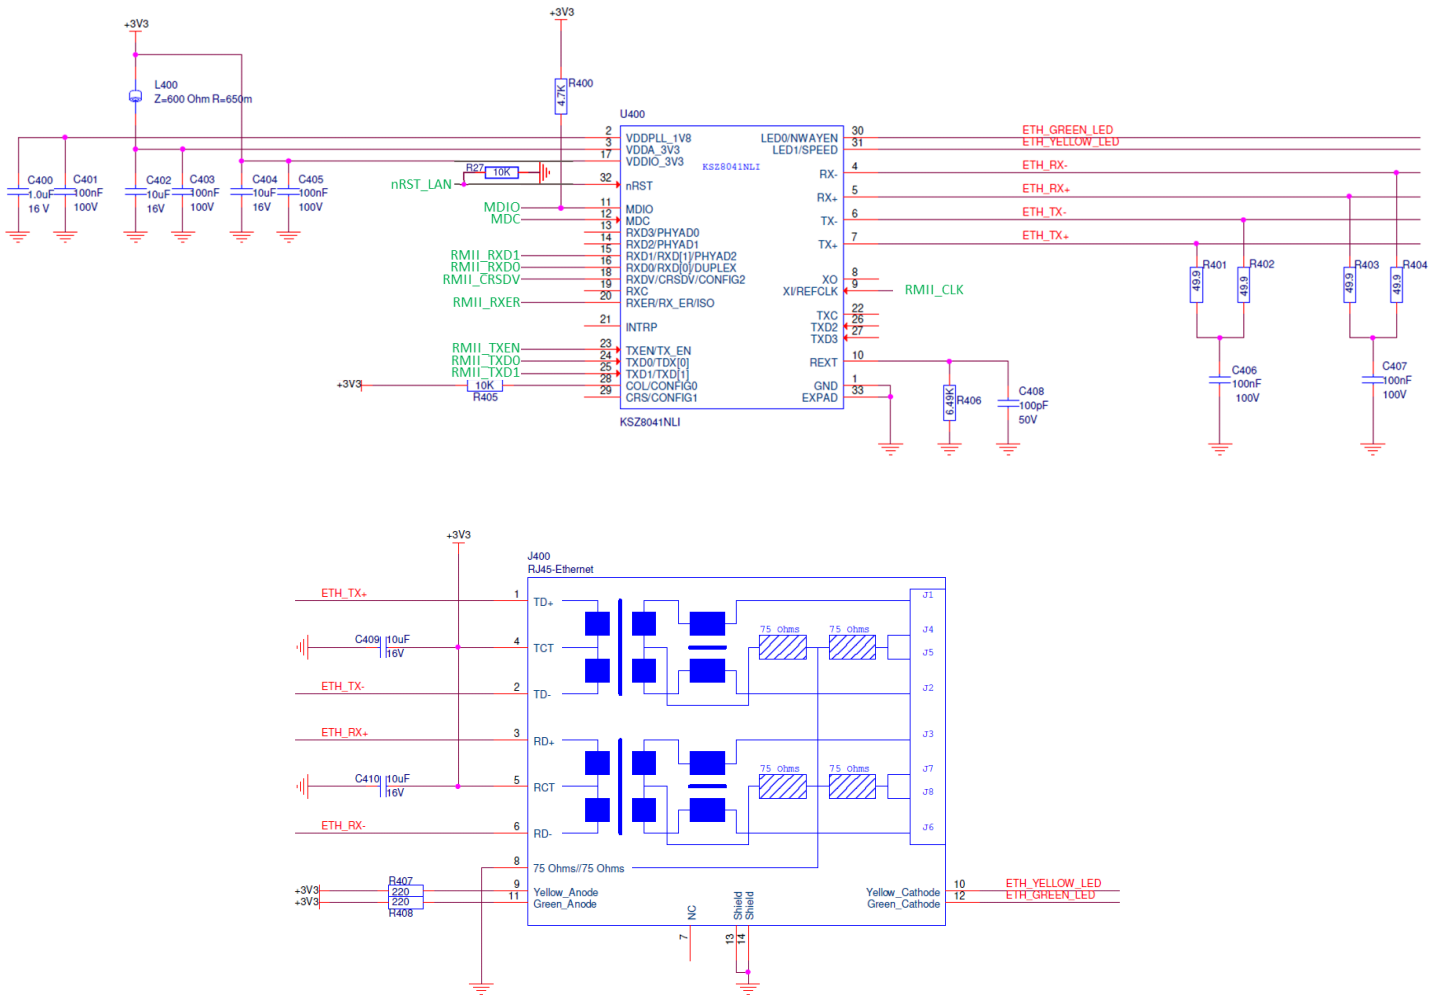 +3V3
L400
Z=600 Ohm R=650m
C400
1.0uF
16 V
C401
100nF
100V
C402
10uF
16V
C403
100nF
100V
C404
10uF
16V
C405
100nF
100V
+3V3
R400
4.7K
R27
10K
nRST_LAN
MDIO
MDC
RMII_RXD1
RMII_RXD0
RMII_CRSDV
RMII_RXER
RMII_TXEN
RMII_TXD0
RMII_TXD1
+3V3
10K
R405
U400
KSZ8041NLI
2 VDDPLL_1V8
3 VDDA_3V3
17 VDDIO_3V3
32 nRST
11 MDIO
12 MDC
13 RXD3/PHYAD0
14 RXD2/PHYAD1
15 RXD1/RXD[1]/PHYAD2
16 RXD0/RXD[0]/DUPLEX
18 RXDV/CRSDV/CONFIG2
19 RXC
20 RXER/RX_ER/ISO
21 INTRP
23 TXEN/TX_EN
24 TXD0/TDX[0]
25 TXD1/TXD[1]
28 COL/CONFIG0
29 CRS/CONFIG1
LED0/NWAYEN 30
LED1/SPEED 31
RX- 4
RX+ 5
TX- 6
TX+ 7
XO 8
XI/REFCLK 9
TXC 22
TXD2 26
TXD3 27
REXT 10
GND 1
EXPAD 33
KSZ8041NLI
ETH_GREEN_LED
ETH_YELLOW_LED
ETH_RX-
ETH_RX+
ETH_TX-
ETH_TX+
RMII_CLK
R401
49.9
R402
49.9
R403
49.9
R404
49.9
C406
100nF
100V
C407
100nF
100V
R406
6.49K
C408
100pF
50V
+3V3
J400
RJ45-Ethernet
ETH_TX+ 1 TD+
C409 10uF
16V
4 TCT
ETH_TX- 2 TD-
ETH_RX+ 3 RD+
C410 10uF
16V
5 RCT
ETH_RX- 6 RD-
8 75 Ohms//75 Ohms
+3V3 R407 220 9 Yellow_Anode
+3V3 220 R408 11 Green_Anode
75 Ohms 75 Ohms
75 Ohms 75 Ohms
J1
J4
J5
J2
J3
J7
J8
J6
NC
7
Shield
13
Shield
14
Yellow_Cathode 10 ETH_YELLOW_LED
Green_Cathode 12 ETH_GREEN_LED